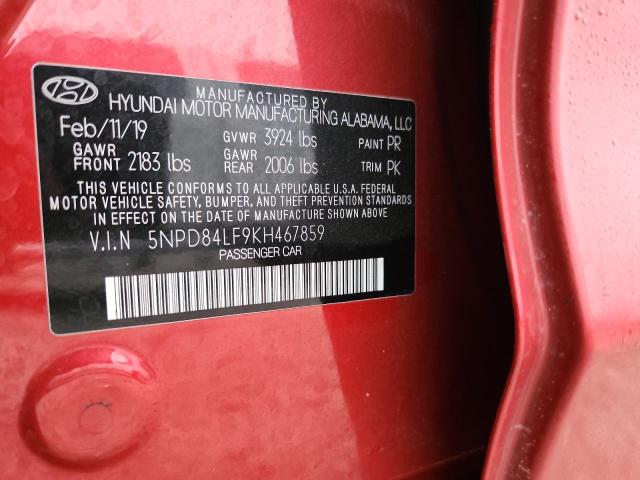 MANUFACTURED BY
HYUNDAI MOTOR MANUFACTURING ALABAMA, LLC
Feb/11/19 GVWR 3924 lbs PAINT PR
GAWR FRONT 2183 lbs GAWR REAR 2006 lbs TRIM PK
THIS VEHICLE CONFORMS TO ALL APPLICABLE U.S.A. FEDERAL
MOTOR VEHICLE SAFETY, BUMPER, AND THEFT PREVENTION STANDARDS
IN EFFECT ON THE DATE OF MANUFACTURE SHOWN ABOVE.
V.I.N 5NPD84LF9KH467859
PASSENGER CAR